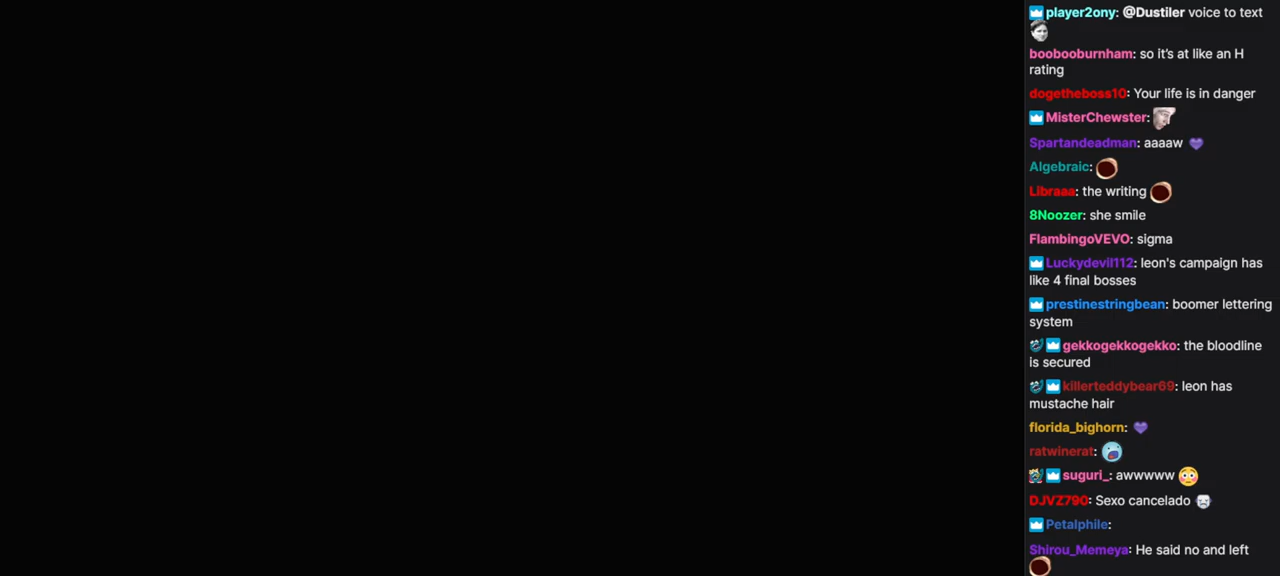 player2ony: @Dustiler voice to text
boobooburnham: so it's at like an H
rating
dogetheboss10: Your life is in danger
MisterChewster:
Spartandeadman: aaaaw
Algebraic:
Libraaa: the writing
8Noozer: she smile
FlambingoVEVO: sigma
Luckydevil112: leon's campaign has
like 4 final bosses
prestinestringbean: boomer lettering
system
gekkogekkogekko: the bloodline
is secured
killerteddybear69: leon has
mustache hair
florida_bighorn:
ratwinerat:
suguri_: awwwww
DJVZ790: Sexo cancelado
Petalphile:
Shirou_Memeya: He said no and left